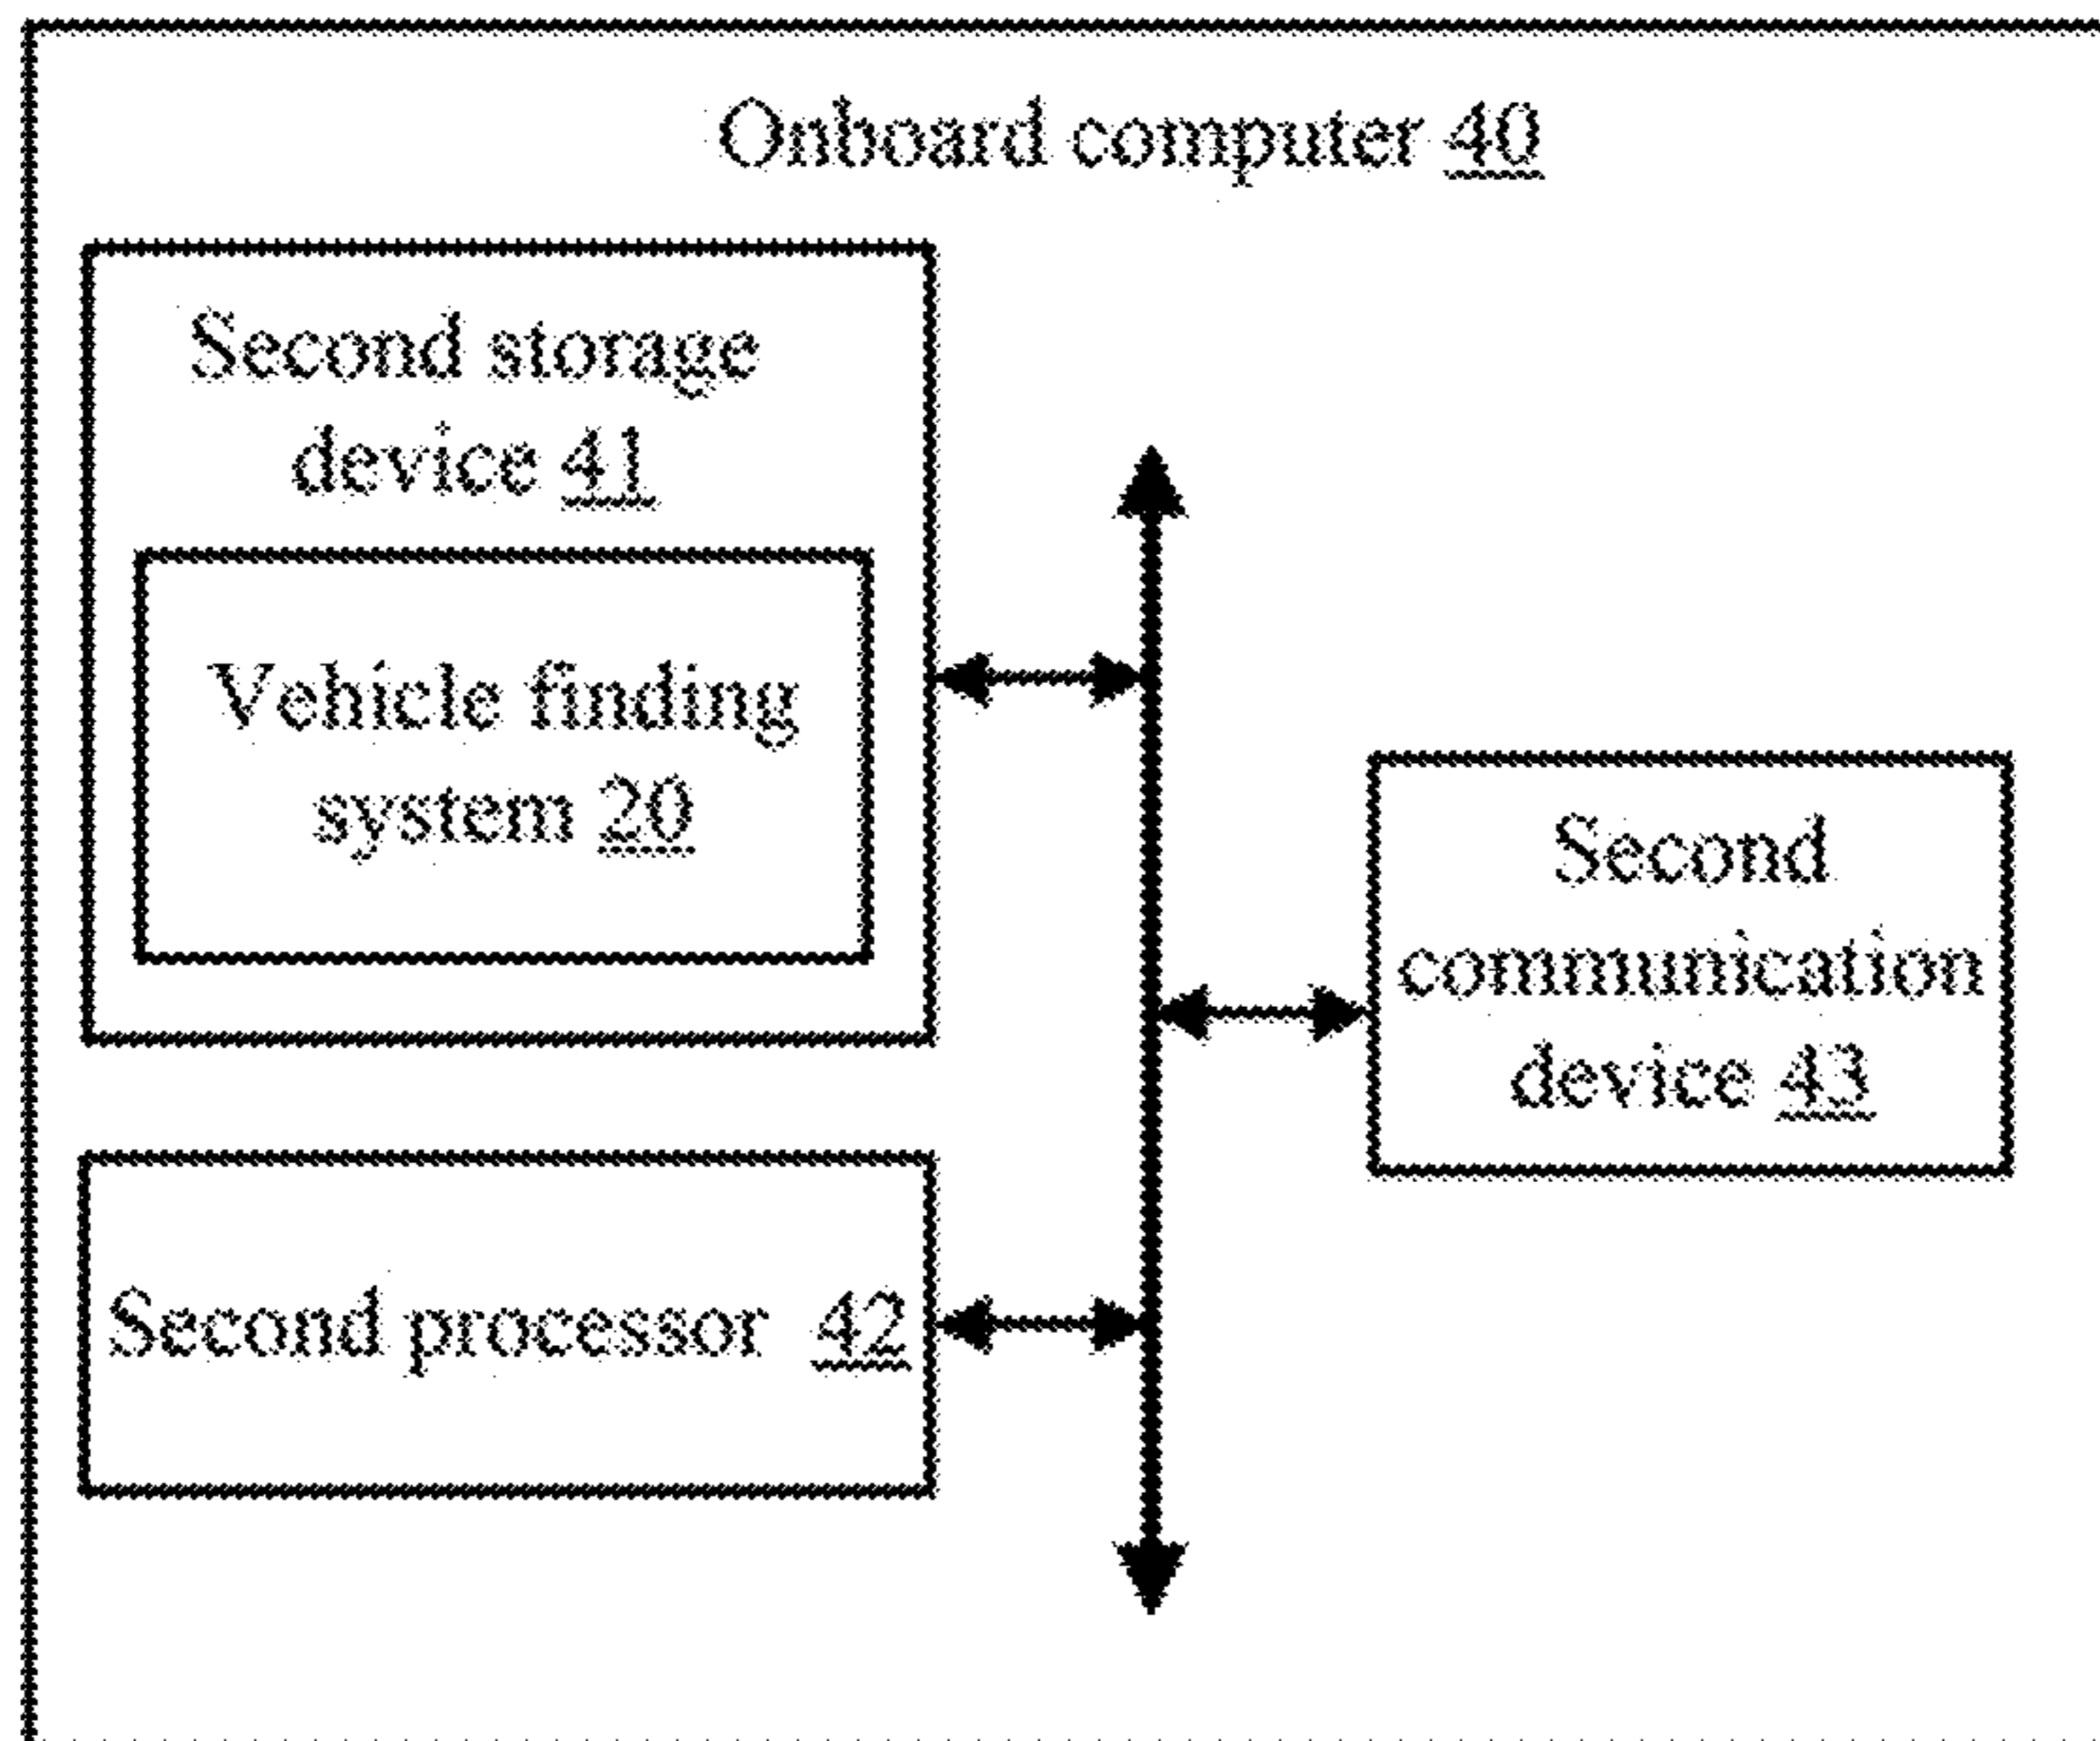 Onboard computer 40
Second storage
device 41
Vehicle finding
system 20
Second
communication
device 43
Second processor 42